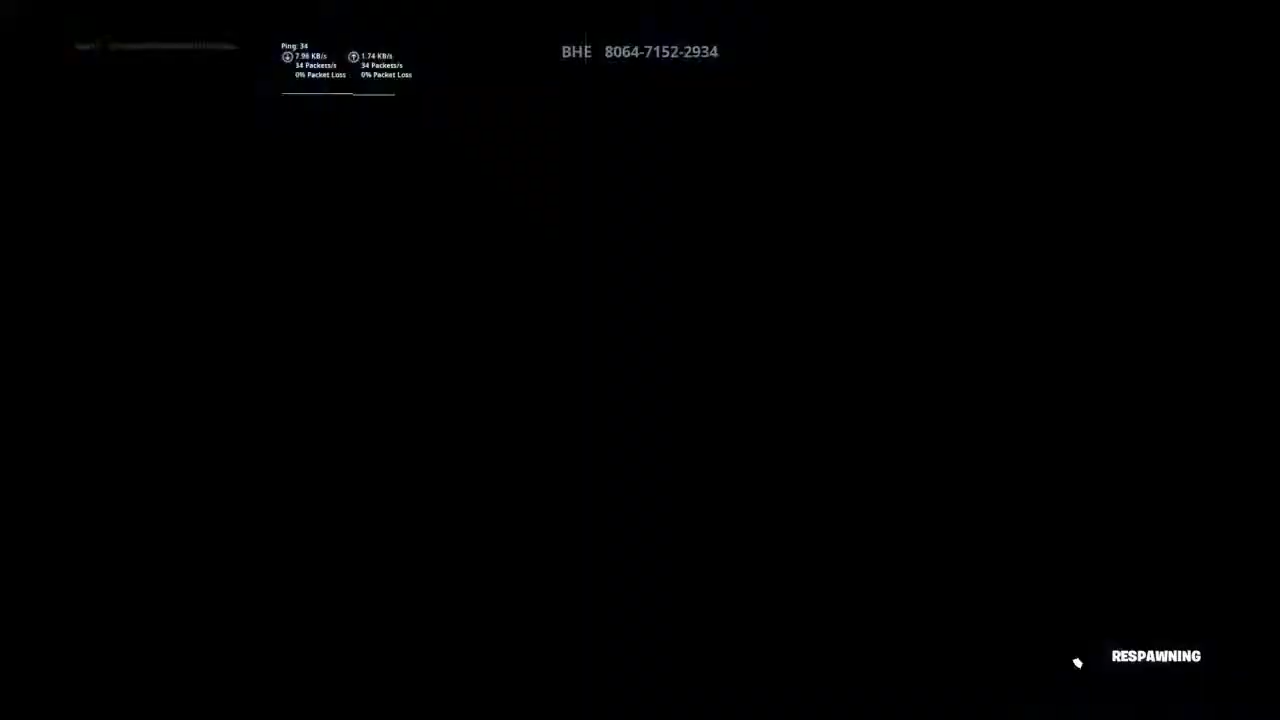 Ping: 34
7.98 KB/s 1.74 KB/s
34 Packets/s 34 Packets/s
0% Packet Loss 0% Packet Loss
BHE 8064-7152-2934
RESPAWNING